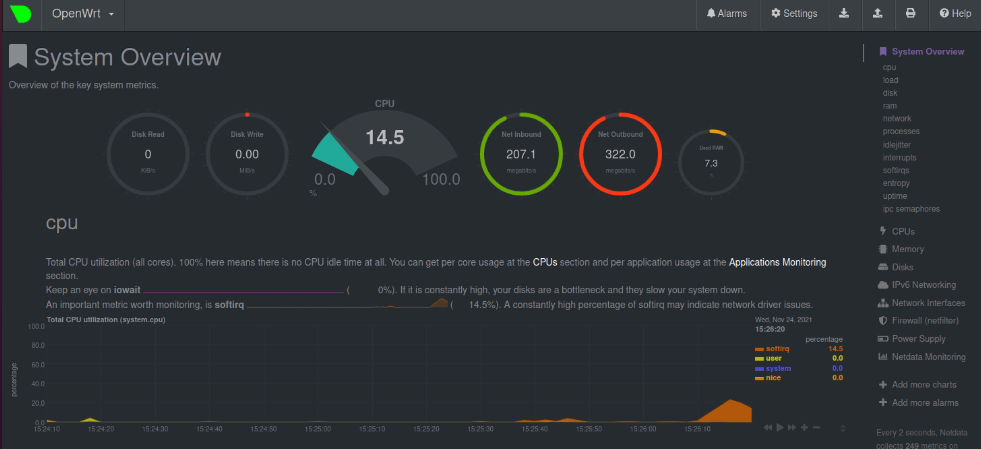 OpenWrt
Alarms
Settings
Help
System Overview
Overview of the key system metrics.
Disk Read
0
KiB/s
Disk Write
0.00
MiB/s
CPU
14.5
0.0
100.0
%
Net Inbound
207.1
megabits/s
Net Outbound
322.0
megabits/s
Used RAM
7.3
%
cpu
Total CPU utilization (all cores). 100% here means there is no CPU idle time at all. You can get per core usage at the CPUs section and per application usage at the Applications Monitoring
section.
Keep an eye on iowait ( 0%). If it is constantly high, your disks are a bottleneck and they slow your system down.
An important metric worth monitoring, is softirq ( 14.5%). A constantly high percentage of softirq may indicate network driver issues.
Total CPU utilization (system.cpu)
percentage
100.0
80.0
60.0
40.0
20.0
0.0
15:24:10 15:24:20 15:24:30 15:24:40 15:24:50 15:25:00 15:25:10 15:25:20 15:25:30 15:25:40 15:25:50 15:26:00 15:26:10
Wed, Nov 24, 2021
15:26:20
percentage
softirq 14.5
user 0.0
system 0.0
nice 0.0
System Overview
cpu
load
disk
ram
network
processes
idlejitter
interrupts
softirqs
entropy
uptime
ipc semaphores
CPUs
Memory
Disks
IPv6 Networking
Network Interfaces
Firewall (netfilter)
Power Supply
Netdata Monitoring
Add more charts
Add more alarms
Every 2 seconds, Netdata
collects 249 metrics on